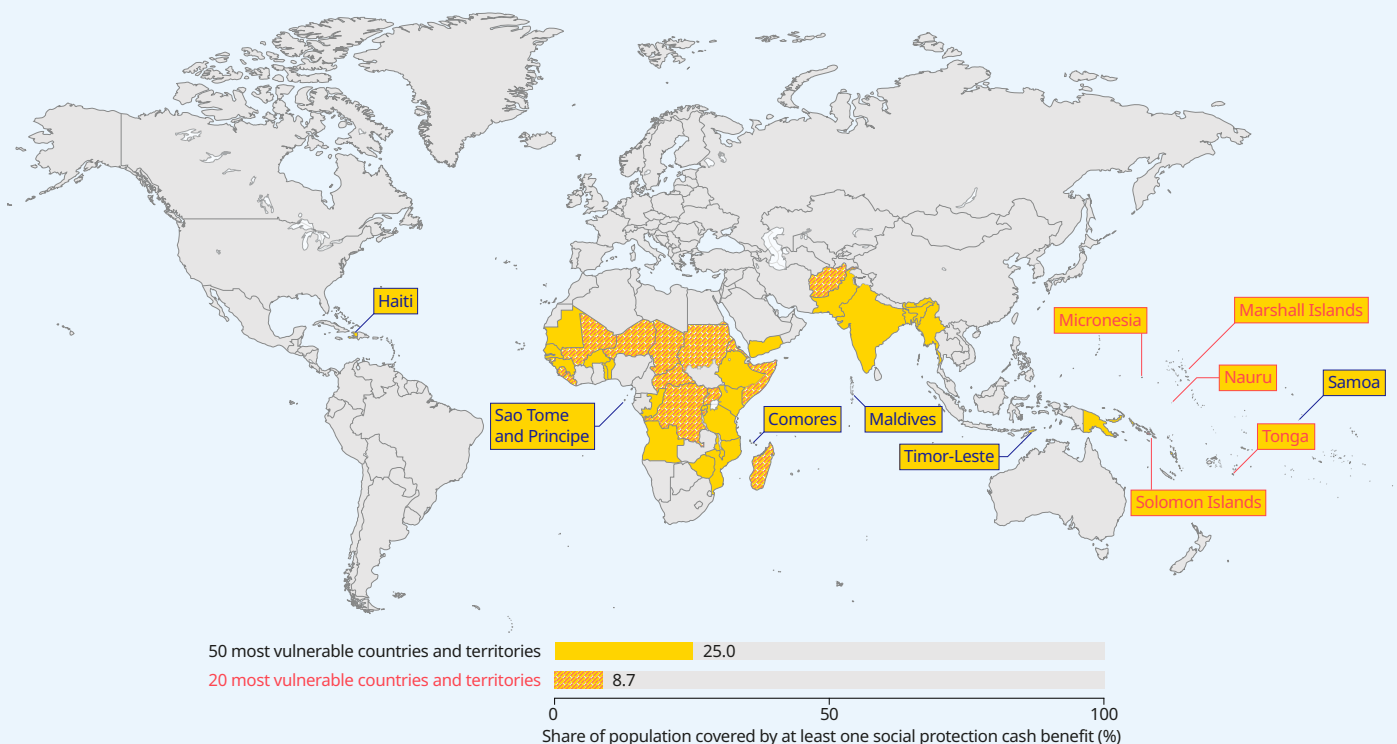 Haiti
Micronesia
Marshall Islands
Nauru
Samoa
Sao Tome
and Principe
Comores
Maldives
Timor-Leste
Tonga
Solomon Islands
50 most vulnerable countries and territories 25.0
20 most vulnerable countries and territories 8.7
0 50 100
Share of population covered by at least one social protection cash benefit (%)